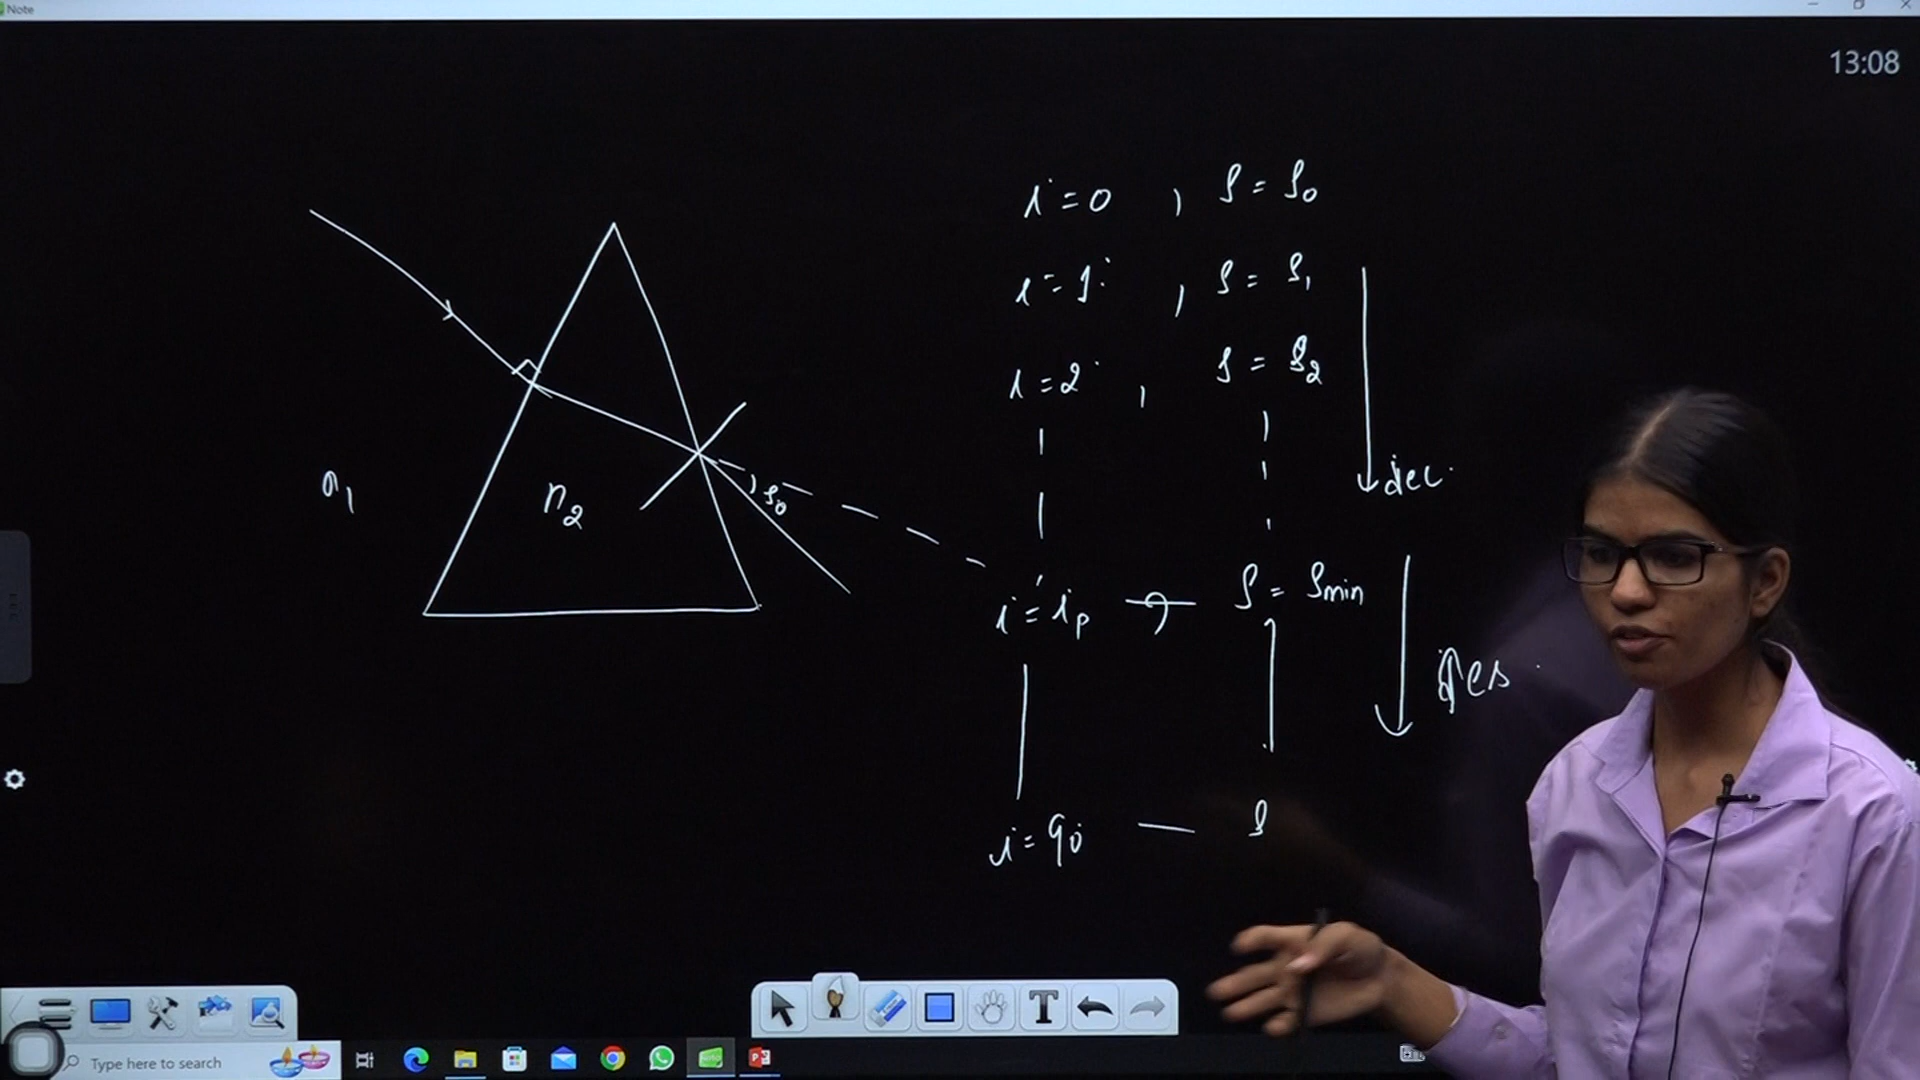 Note
13:08
i = 0 , δ = δ0
i = 1° , δ = δ1
i = 2° , δ = δ2
dec.
n1
n2
δ0
i = ip → δ = δmin
i = 90 — δ
Type here to search
T